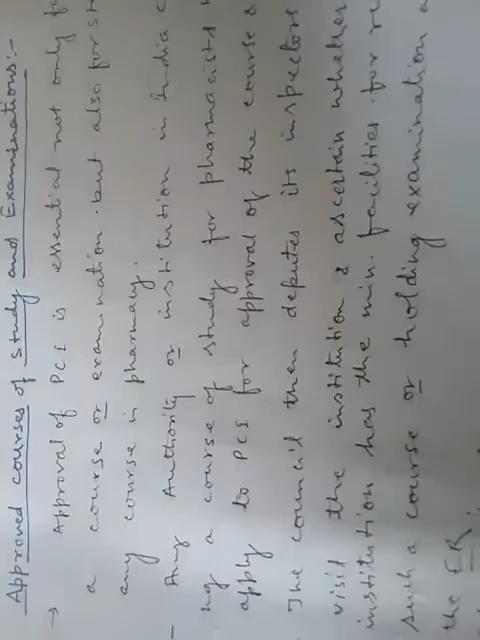 Approved courses of study and Examinations:-
→ Approval of PCI is essential not only f
a course or examination but also for st
any course in pharmacy.
- Any Authority or institution in India
ng a course of study for pharmacists
apply to PCI for approval of the course
The council then deputes its inspectors
visit the institution & ascertain whether
institution has the min. facilities for
such a course or holding examination
the ER.